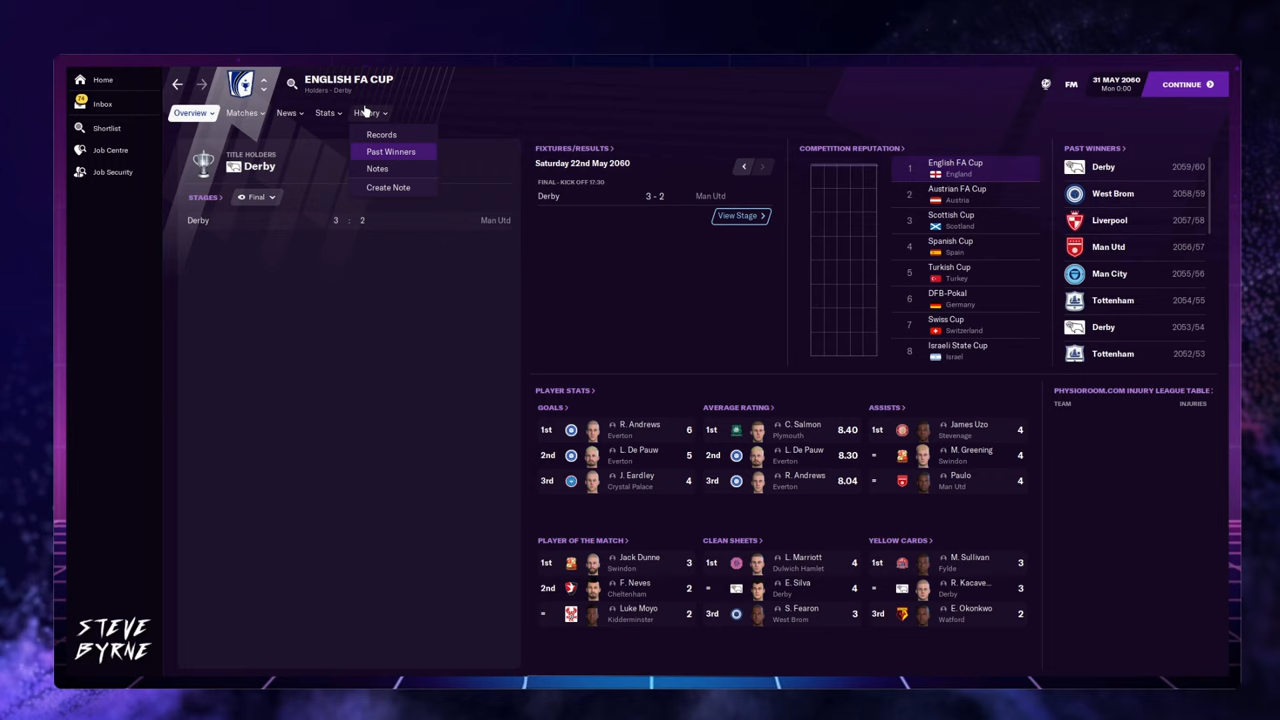 Home
74
Inbox
Shortlist
Job Centre
Job Security
STEVE
BYRNE
ENGLISH FA CUP
Holders - Derby
FM
31 MAY 2060
Mon 0:00
CONTINUE
Overview
Matches
News
Stats
History
Records
Past Winners
Notes
Create Note
TITLE HOLDERS
Derby
STAGES
Final
Derby 3 : 2 Man Utd
FIXTURES/RESULTS
Saturday 22nd May 2060
FINAL - KICK OFF 17:30
Derby 3 - 2 Man Utd
View Stage
COMPETITION REPUTATION
1 English FA Cup
England
2 Austrian FA Cup
Austria
3 Scottish Cup
Scotland
4 Spanish Cup
Spain
5 Turkish Cup
Turkey
6 DFB-Pokal
Germany
7 Swiss Cup
Switzerland
8 Israeli State Cup
Israel
PAST WINNERS
Derby 2059/60
West Brom 2058/59
Liverpool 2057/58
Man Utd 2056/57
Man City 2055/56
Tottenham 2054/55
Derby 2053/54
Tottenham 2052/53
PLAYER STATS
GOALS
1st R. Andrews 6
Everton
2nd L. De Pauw 5
Everton
3rd J. Eardley 4
Crystal Palace
AVERAGE RATING
1st C. Salmon 8.40
Plymouth
2nd L. De Pauw 8.30
Everton
3rd R. Andrews 8.04
Everton
ASSISTS
1st James Uzo 4
Stevenage
= M. Greening 4
Swindon
= Paulo 4
Man Utd
PLAYER OF THE MATCH
1st Jack Dunne 3
Swindon
2nd F. Neves 2
Cheltenham
= Luke Moyo 2
Kidderminster
CLEAN SHEETS
1st L. Marriott 4
Dulwich Hamlet
= E. Silva 4
Derby
3rd S. Fearon 3
West Brom
YELLOW CARDS
1st M. Sullivan 3
Fylde
= R. Kacave... 3
Derby
3rd E. Okonkwo 2
Watford
PHYSIOROOM.COM INJURY LEAGUE TABLE
TEAM INJURIES